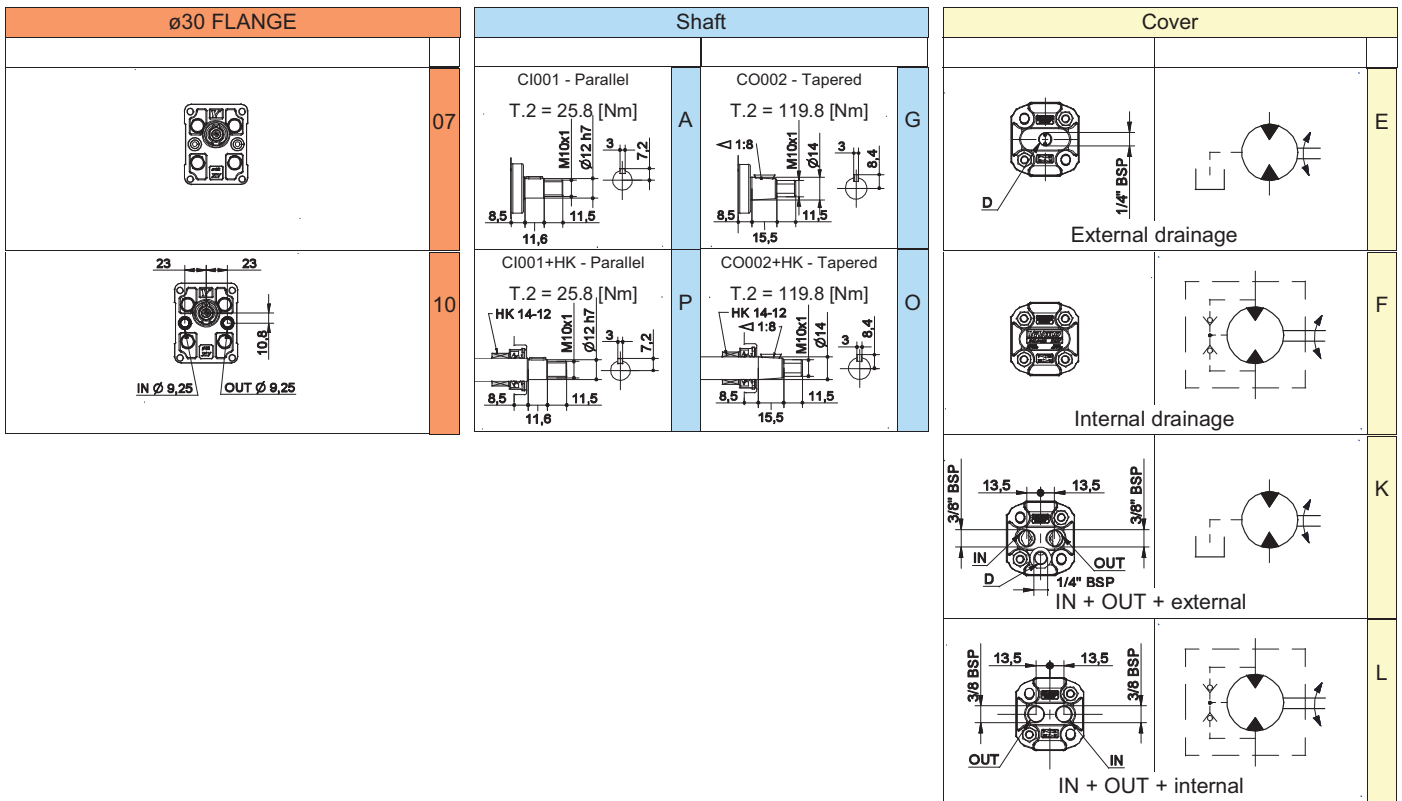 ø30 FLANGE
07
23
23
10,8
IN Ø 9,25
OUT Ø 9,25
10
Shaft
CI001 - Parallel
T.2 = 25.8 [Nm]
M10x1
Ø12 h7
3
7,2
8,5
11,5
11,6
A
CO002 - Tapered
T.2 = 119.8 [Nm]
1:8
M10x1
Ø14
3
8,4
8,5
11,5
15,5
G
CI001+HK - Parallel
T.2 = 25.8 [Nm]
HK 14-12
M10x1
Ø12 h7
3
7,2
8,5
11,5
11,6
P
CO002+HK - Tapered
T.2 = 119.8 [Nm]
HK 14-12
1:8
M10x1
Ø14
3
8,4
8,5
11,5
15,5
O
Cover
D
1/4" BSP
External drainage
E
Internal drainage
F
3/8" BSP
13,5
13,5
3/8" BSP
IN
OUT
D
1/4" BSP
IN + OUT + external
K
3/8 BSP
13,5
13,5
3/8 BSP
OUT
IN
IN + OUT + internal
L